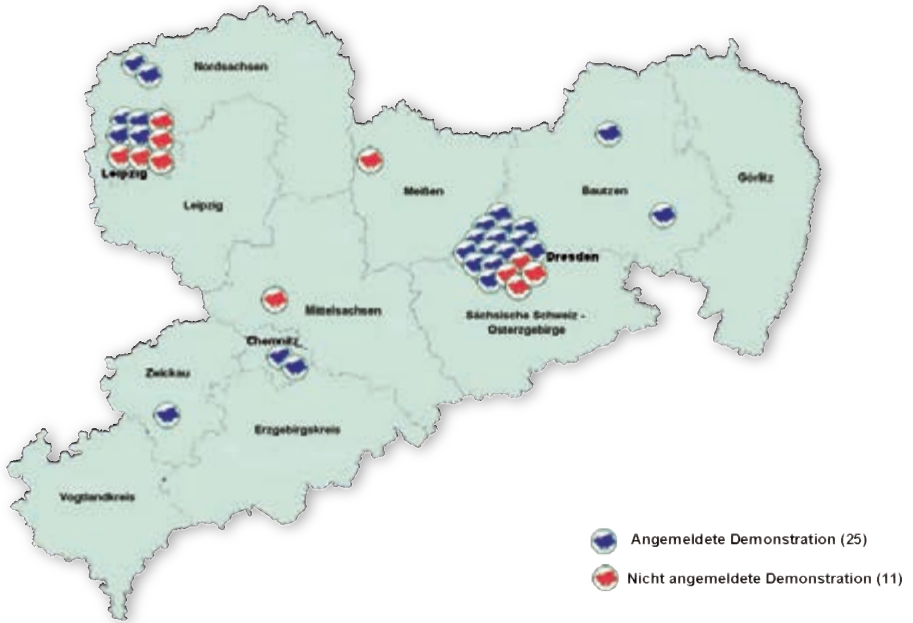 Nordsachsen
Leipzig
Leipzig
Meißen
Bautzen
Görlitz
Dresden
Mittelsachsen
Sächsische Schweiz -
Osterzgebirge
Chemnitz
Zwickau
Erzgebirgskreis
Vogtlandkreis
Angemeldete Demonstration (25)
Nicht angemeldete Demonstration (11)